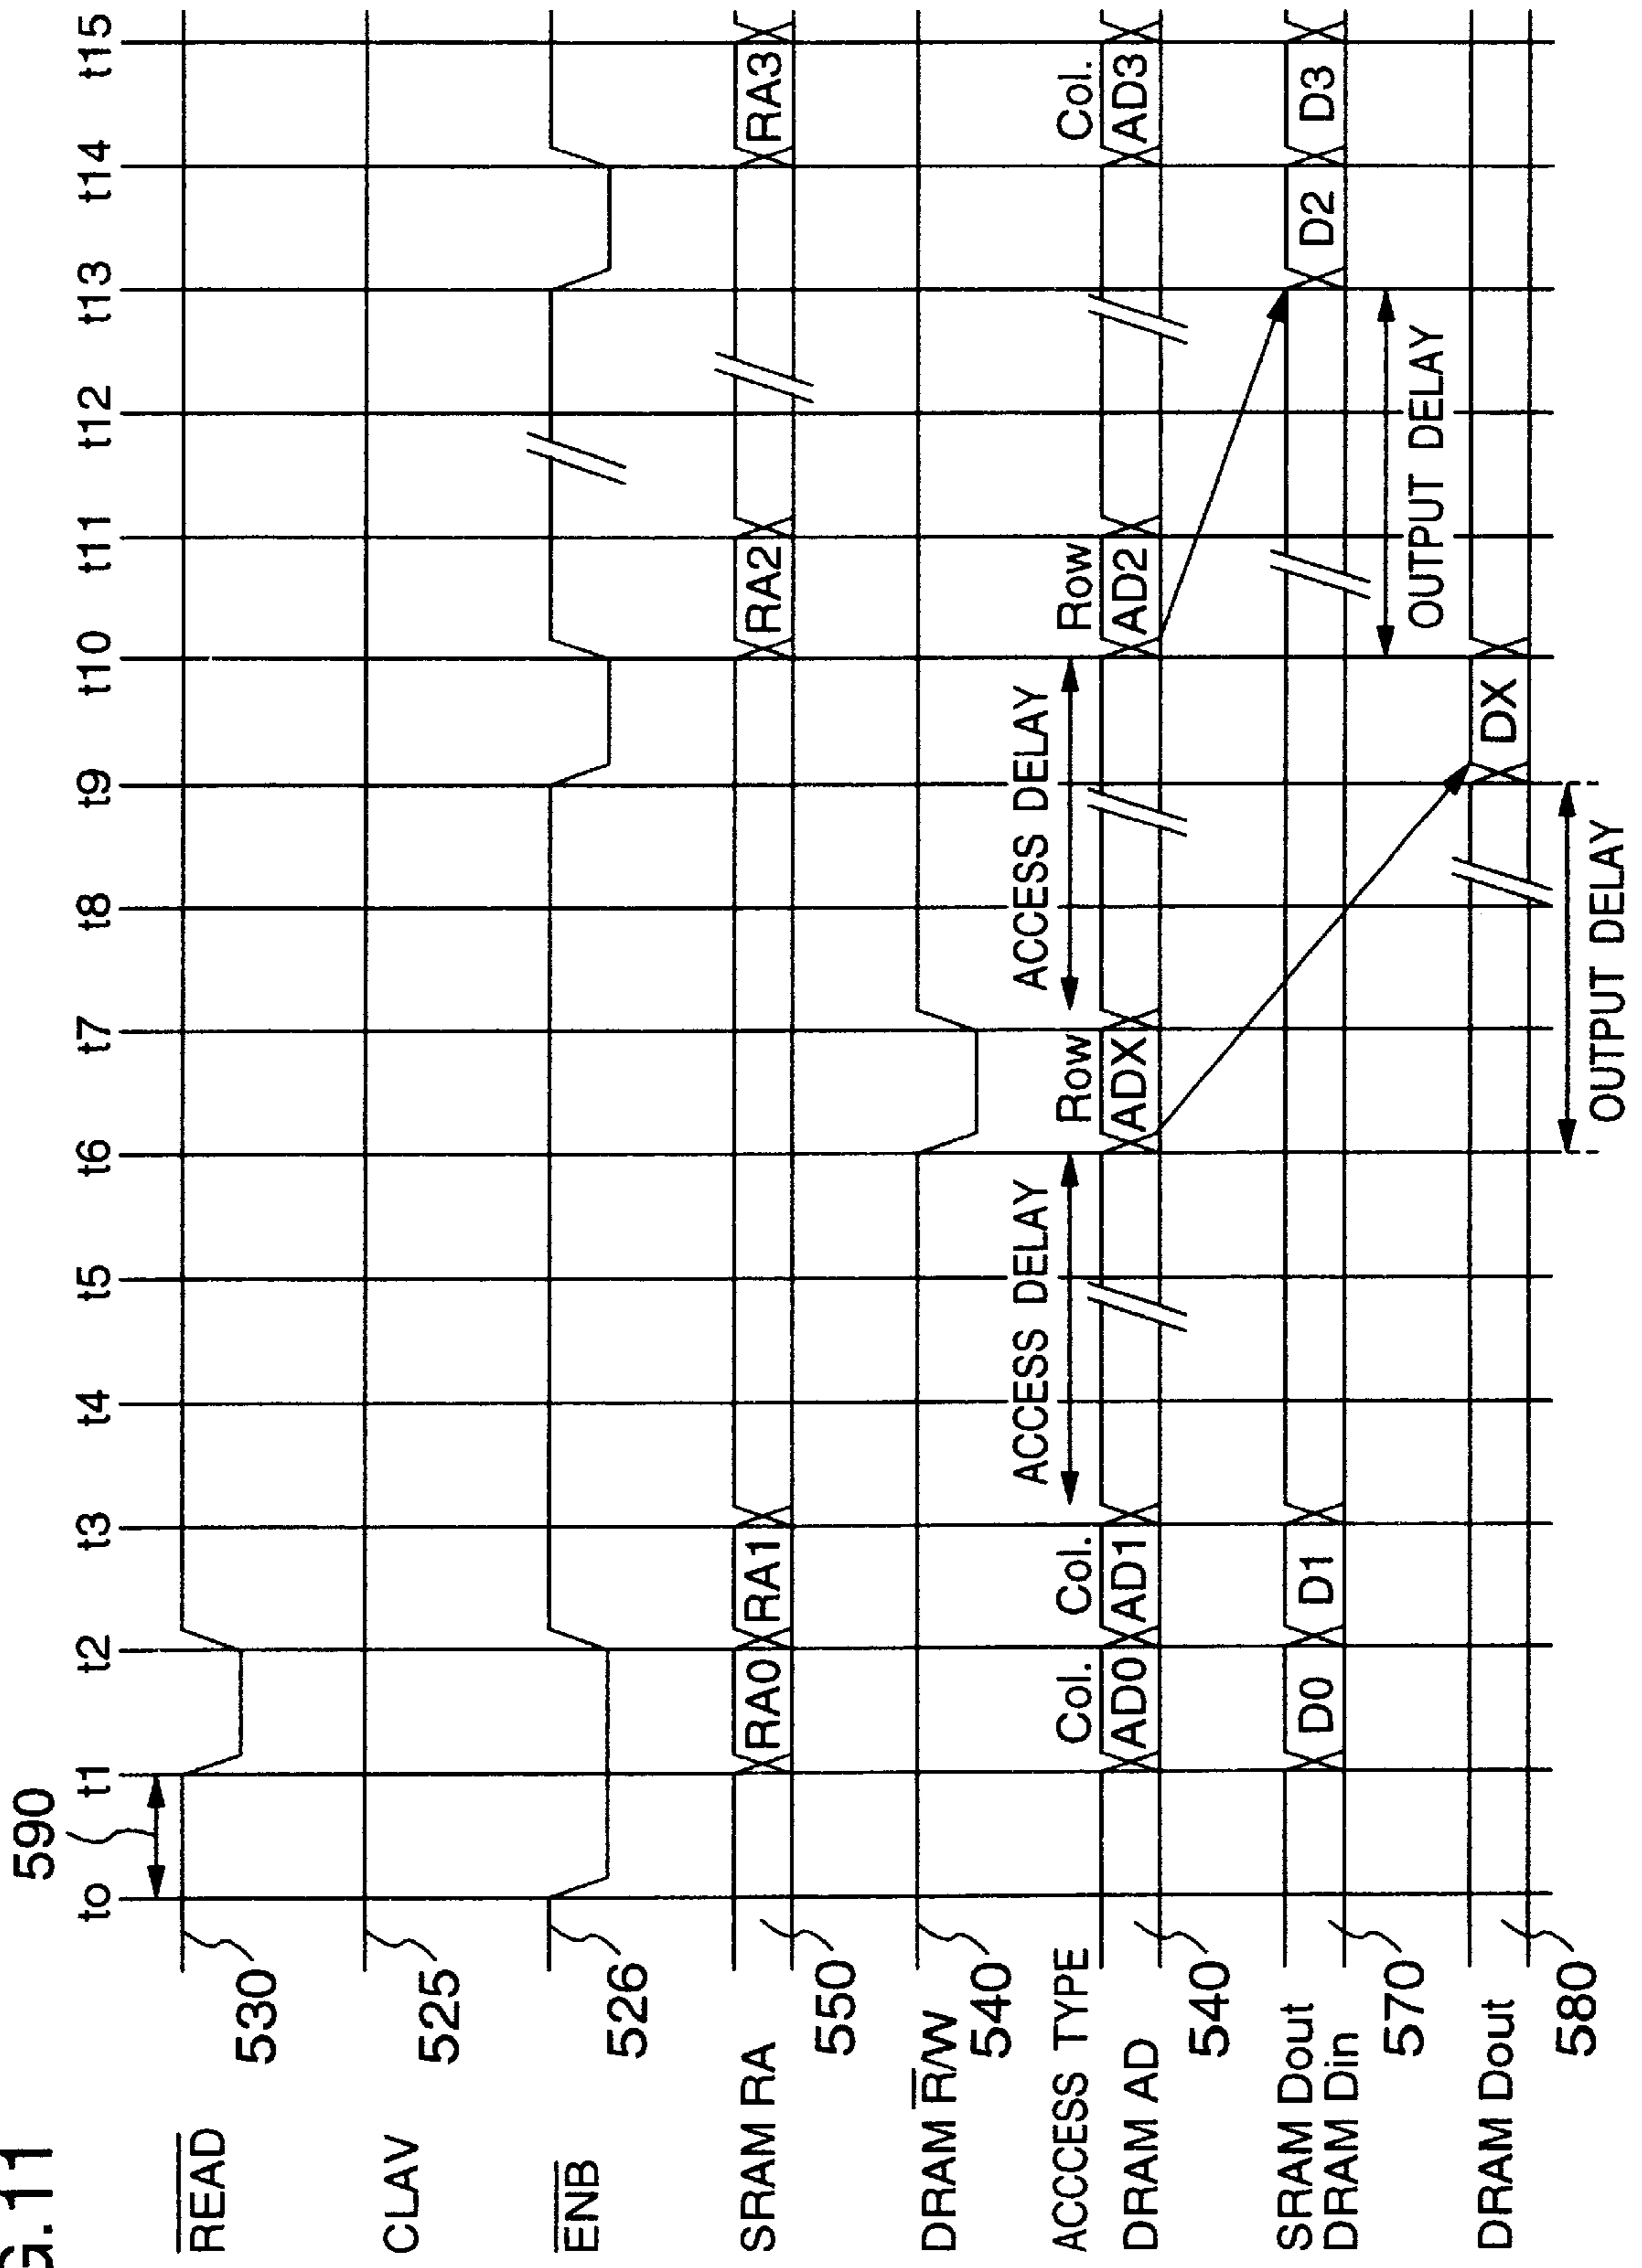 G.11
590
to t1 t2 t3 t4 t5 t6 t7 t8 t9 t10 t11 t12 t13 t14 t15
READ
530
CLAV
525
ENB
526
SRAM RA
550
RA0 RA1 RA2 RA3
DRAM R/W
540
ACCCESS TYPE
Col. Col. ACCESS DELAY Row ACCESS DELAY Row Col.
DRAM AD
540
AD0 AD1 ADX AD2 AD3
SRAM Dout
DRAM Din
570
D0 D1 D2 D3
OUTPUT DELAY
DRAM Dout
580
DX
OUTPUT DELAY